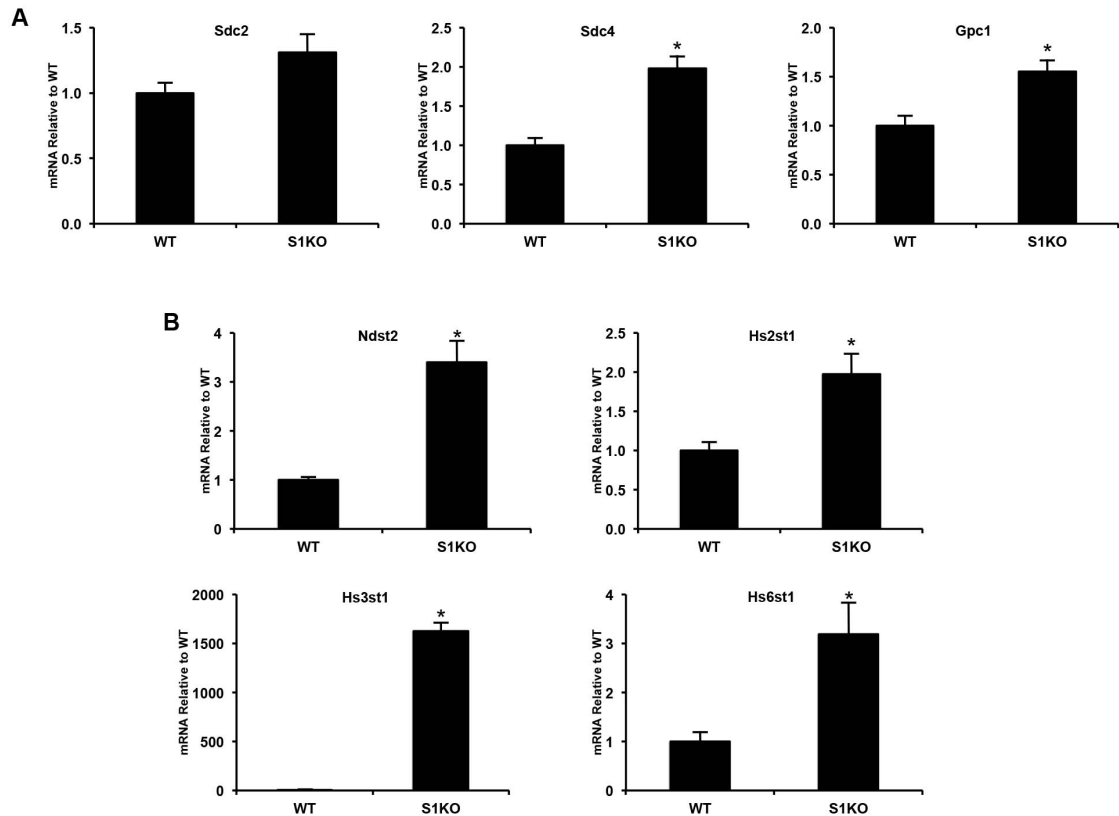 A
Sdc2
mRNA Relative to WT
1.5
1.0
0.5
0.0
WT S1KO
Sdc4
mRNA Relative to WT
2.5
2.0
1.5
1.0
0.5
0.0
*
WT S1KO
Gpc1
mRNA Relative to WT
2.0
1.5
1.0
0.5
0.0
*
WT S1KO
B
Ndst2
mRNA Relative to WT
4
3
2
1
0
*
WT S1KO
Hs2st1
mRNA Relative to WT
2.5
2.0
1.5
1.0
0.5
0.0
*
WT S1KO
Hs3st1
mRNA Relative to WT
2000
1500
1000
500
0
*
WT S1KO
Hs6st1
mRNA Relative to WT
4
3
2
1
0
*
WT S1KO